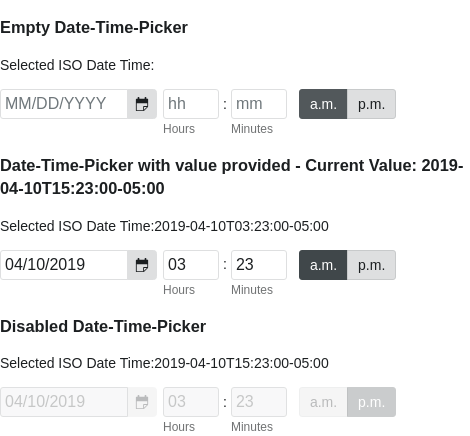 Empty Date-Time-Picker
Selected ISO Date Time:
MM/DD/YYYY hh : mm a.m. p.m.
Hours Minutes
Date-Time-Picker with value provided - Current Value: 2019-
04-10T15:23:00-05:00
Selected ISO Date Time:2019-04-10T03:23:00-05:00
04/10/2019 03 : 23 a.m. p.m.
Hours Minutes
Disabled Date-Time-Picker
Selected ISO Date Time:2019-04-10T15:23:00-05:00
04/10/2019 03 : 23 a.m. p.m.
Hours Minutes